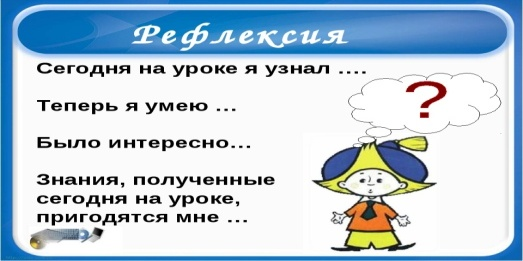 Рефлексия
Сегодня на уроке я узнал ....
Теперь я умею ...
?
Было интересно...
Знания, полученные
сегодня на уроке,
пригодятся мне ...